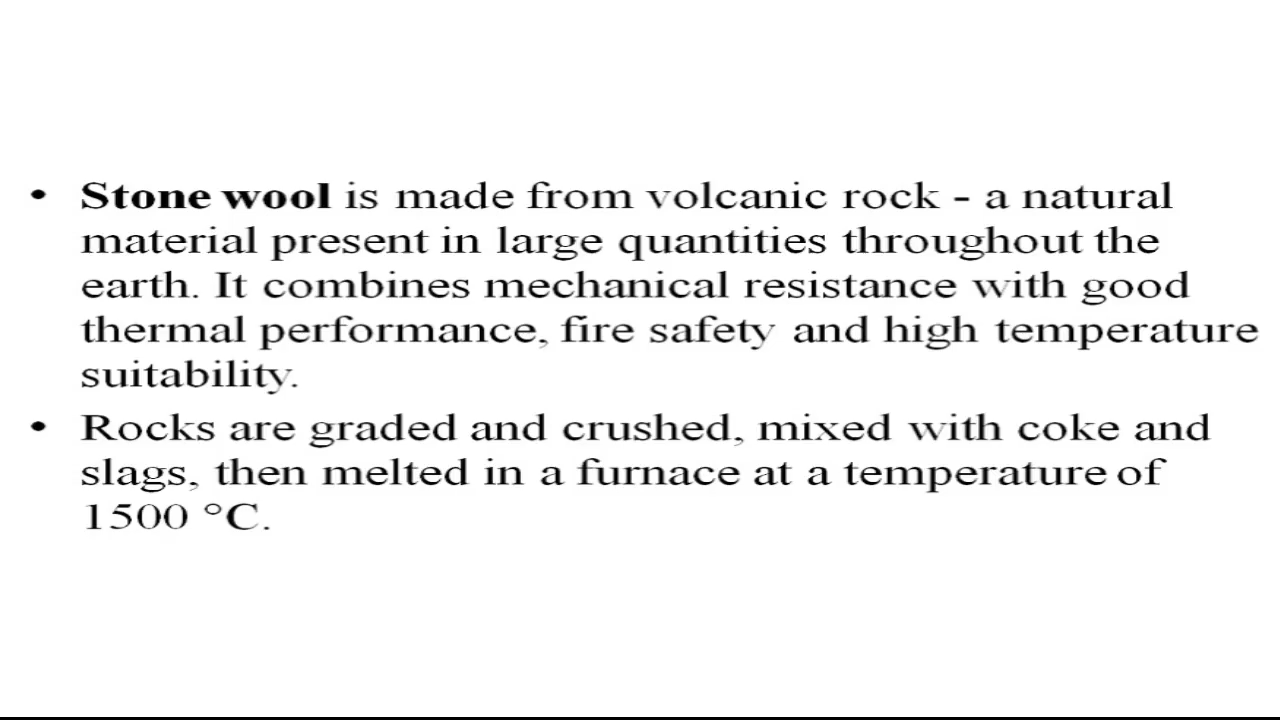 • Stone wool is made from volcanic rock - a natural
material present in large quantities throughout the
earth. It combines mechanical resistance with good
thermal performance, fire safety and high temperature
suitability.
• Rocks are graded and crushed, mixed with coke and
slags, then melted in a furnace at a temperature of
1500 °C.